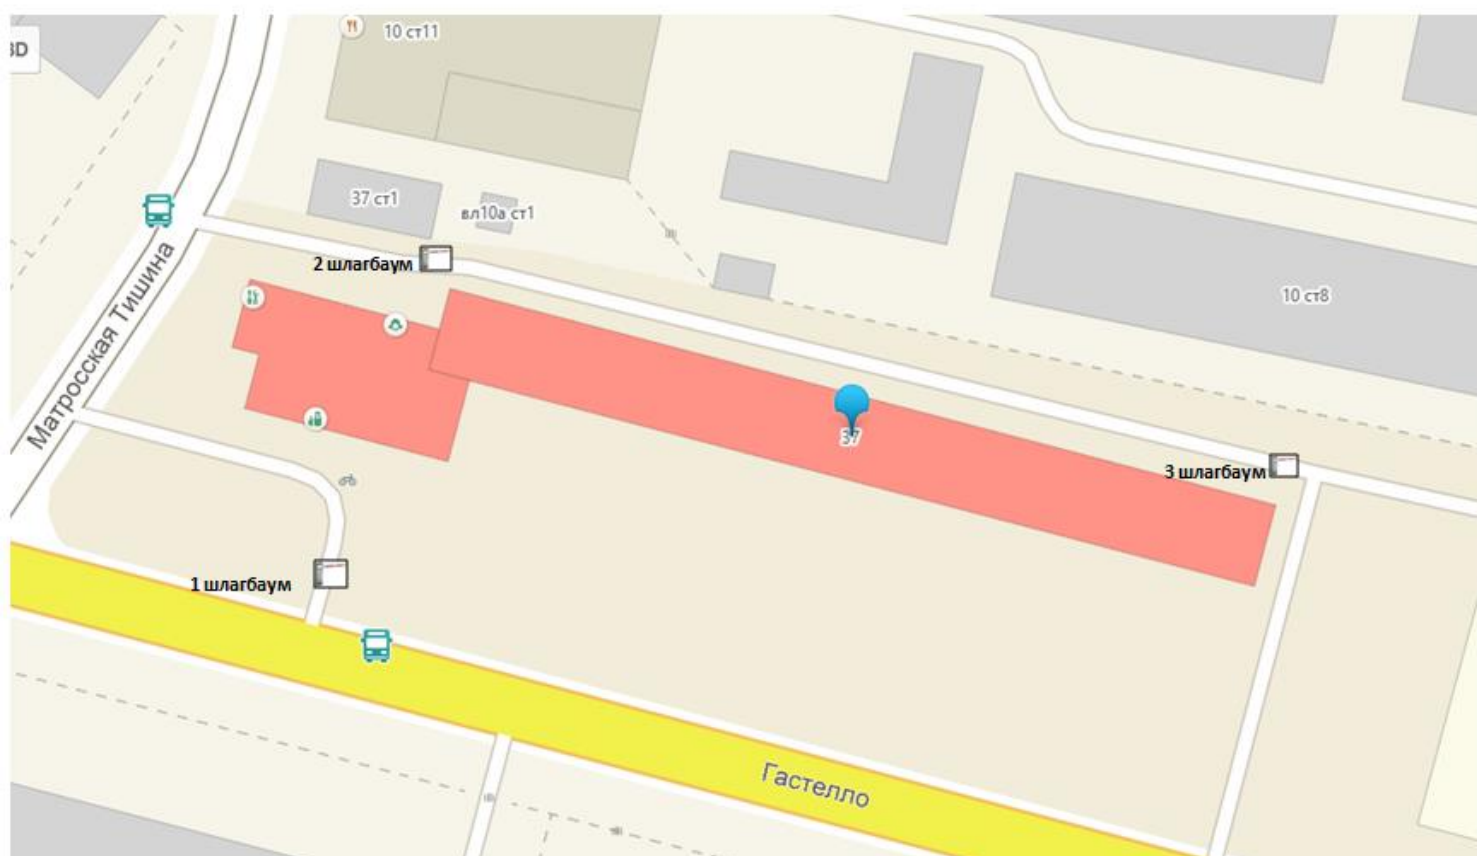 10 ст11
3D
37 ст1
вл10а ст1
Матросская Тишина
2 шлагбаум
10 ст8
37
3 шлагбаум
1 шлагбаум
Гастелло